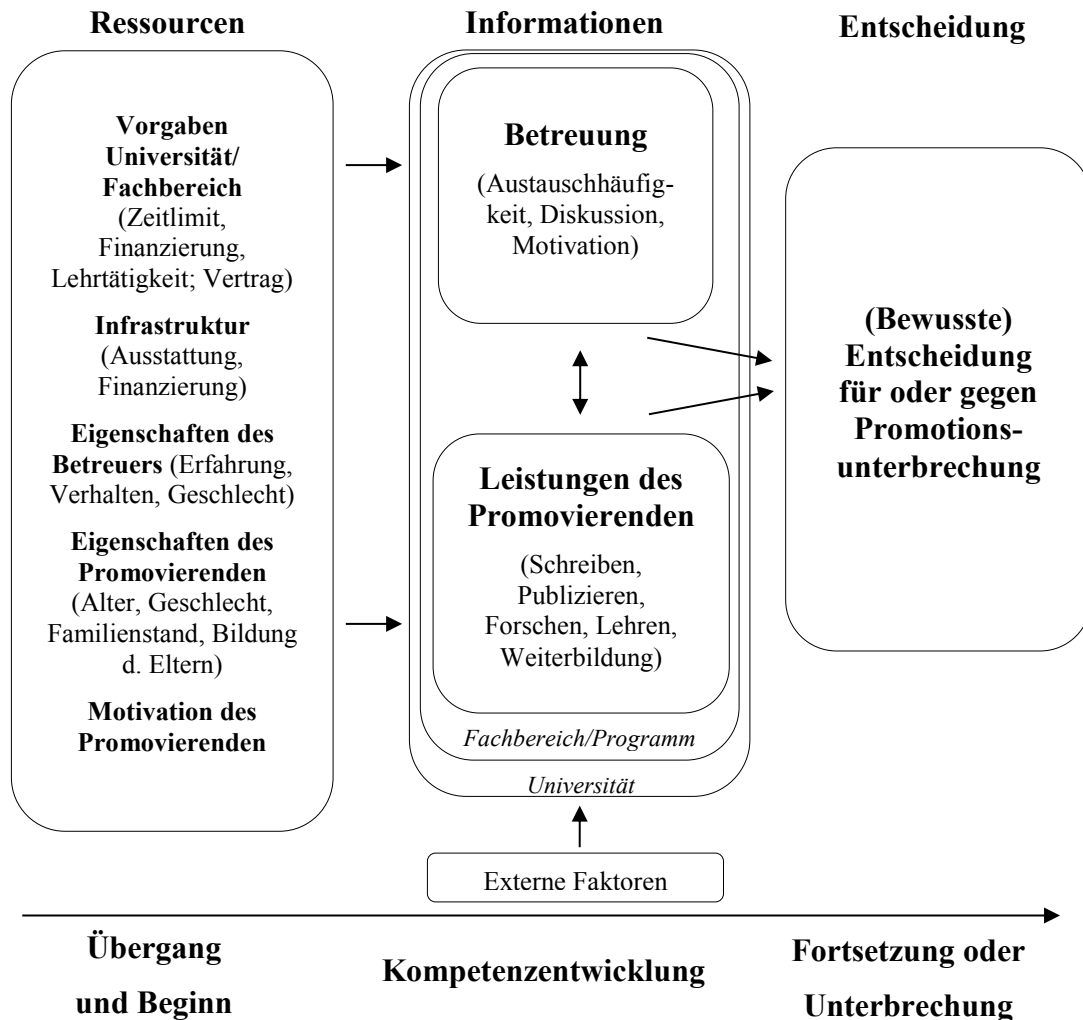 Ressourcen
Informationen
Entscheidung
Vorgaben
Universität/
Fachbereich
(Zeitlimit,
Finanzierung,
Lehrtätigkeit; Vertrag)
Infrastruktur
(Ausstattung,
Finanzierung)
Eigenschaften des
Betreuers (Erfahrung,
Verhalten, Geschlecht)
Eigenschaften des
Promovierenden
(Alter, Geschlecht,
Familienstand, Bildung
d. Eltern)
Motivation des
Promovierenden
Betreuung
(Austauschhäufig-
keit, Diskussion,
Motivation)
Leistungen des
Promovierenden
(Schreiben,
Publizieren,
Forschen, Lehren,
Weiterbildung)
Fachbereich/Programm
Universität
Externe Faktoren
(Bewusste)
Entscheidung
für oder gegen
Promotions-
unterbrechung
Übergang
und Beginn
Kompetenzentwicklung
Fortsetzung oder
Unterbrechung